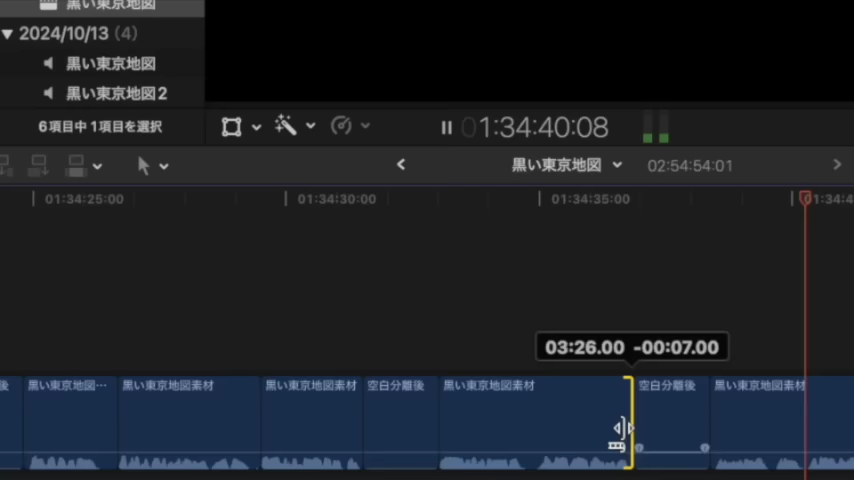 黒い東京地図
2024/10/13 (4)
黒い東京地図
黒い東京地図2
6項目中 1項目を選択
01:34:40:08
黒い東京地図
02:54:54:01
01:34:25:00
01:34:30:00
01:34:35:00
01:34:4
03:26.00 -00:07.00
後
黒い東京地図…
黒い東京地図素材
黒い東京地図素材
空白分離後
黒い東京地図素材
空白分離後
黒い東京地図素材